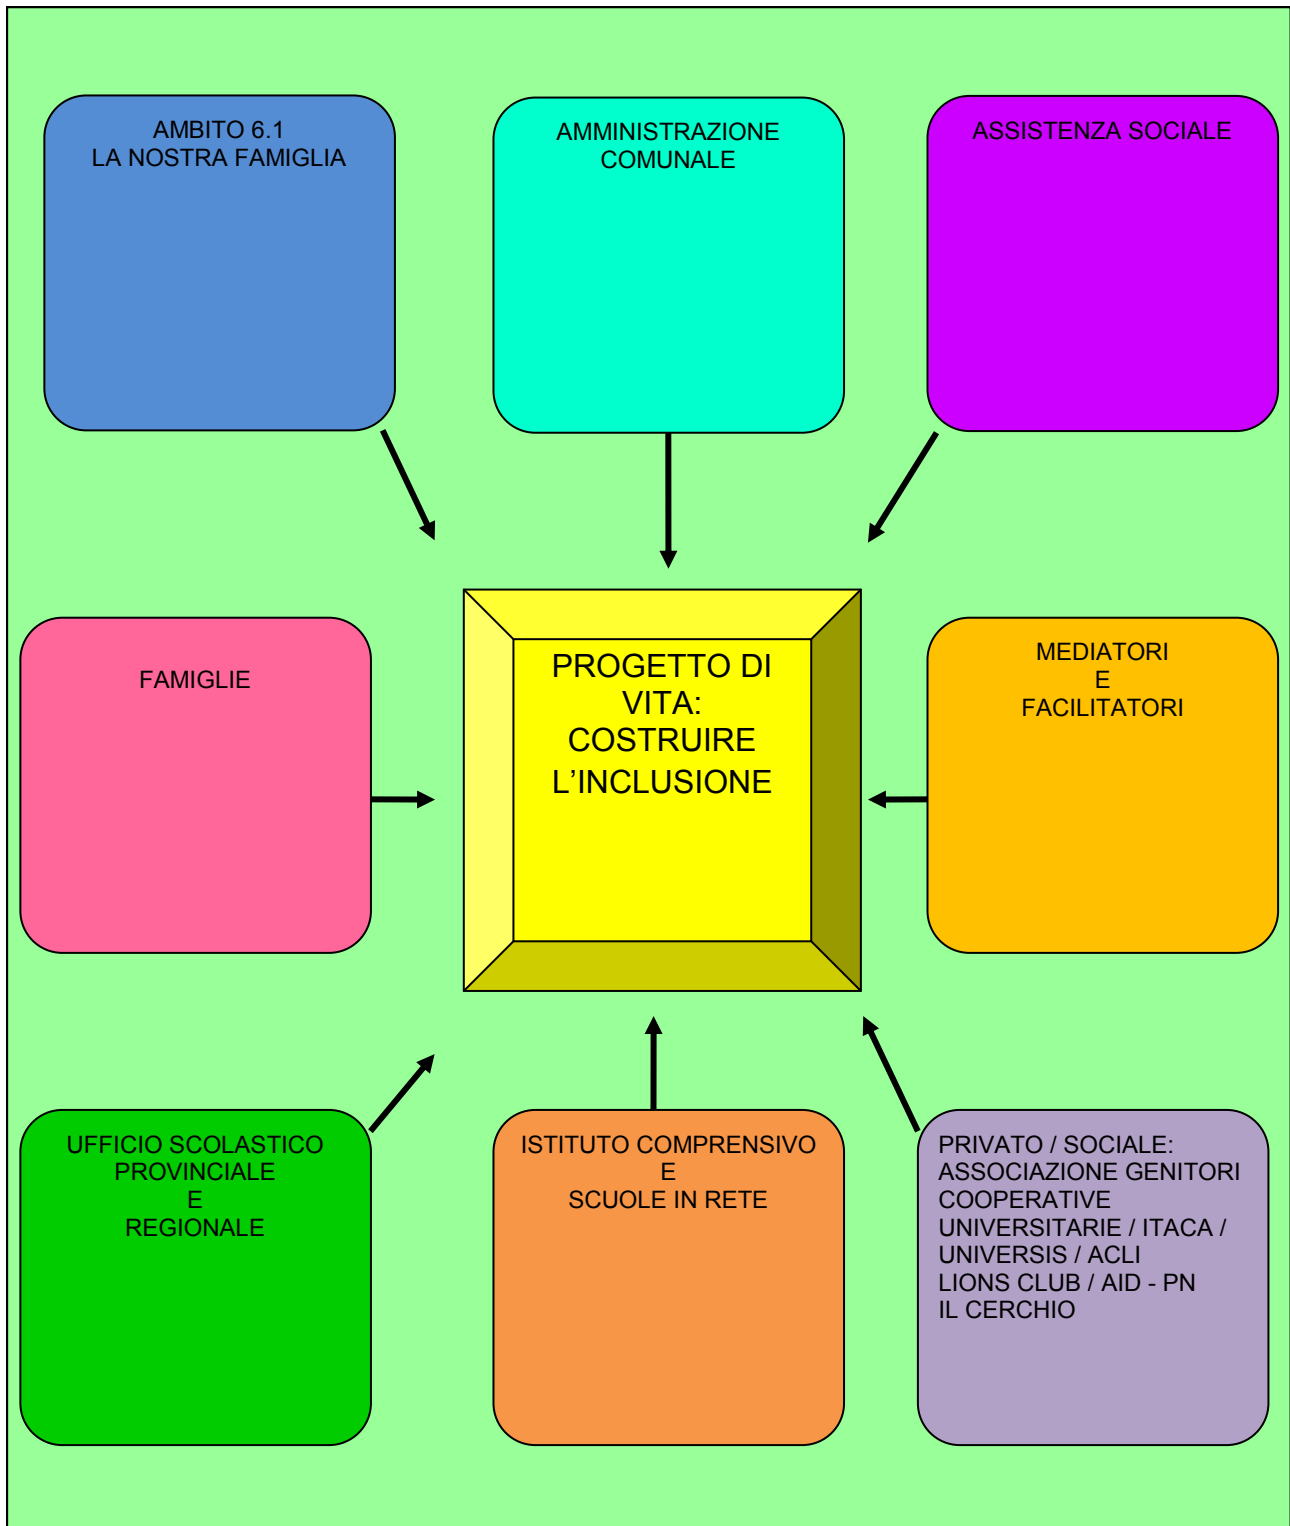 AMBITO 6.1
LA NOSTRA FAMIGLIA
AMMINISTRAZIONE
COMUNALE
ASSISTENZA SOCIALE
FAMIGLIE
PROGETTO DI
VITA:
COSTRUIRE
L’INCLUSIONE
MEDIATORI
E
FACILITATORI
UFFICIO SCOLASTICO
PROVINCIALE
E
REGIONALE
ISTITUTO COMPRENSIVO
E
SCUOLE IN RETE
PRIVATO / SOCIALE:
ASSOCIAZIONE GENITORI
COOPERATIVE
UNIVERSITARIE / ITACA /
UNIVERSIS / ACLI
LIONS CLUB / AID - PN
IL CERCHIO